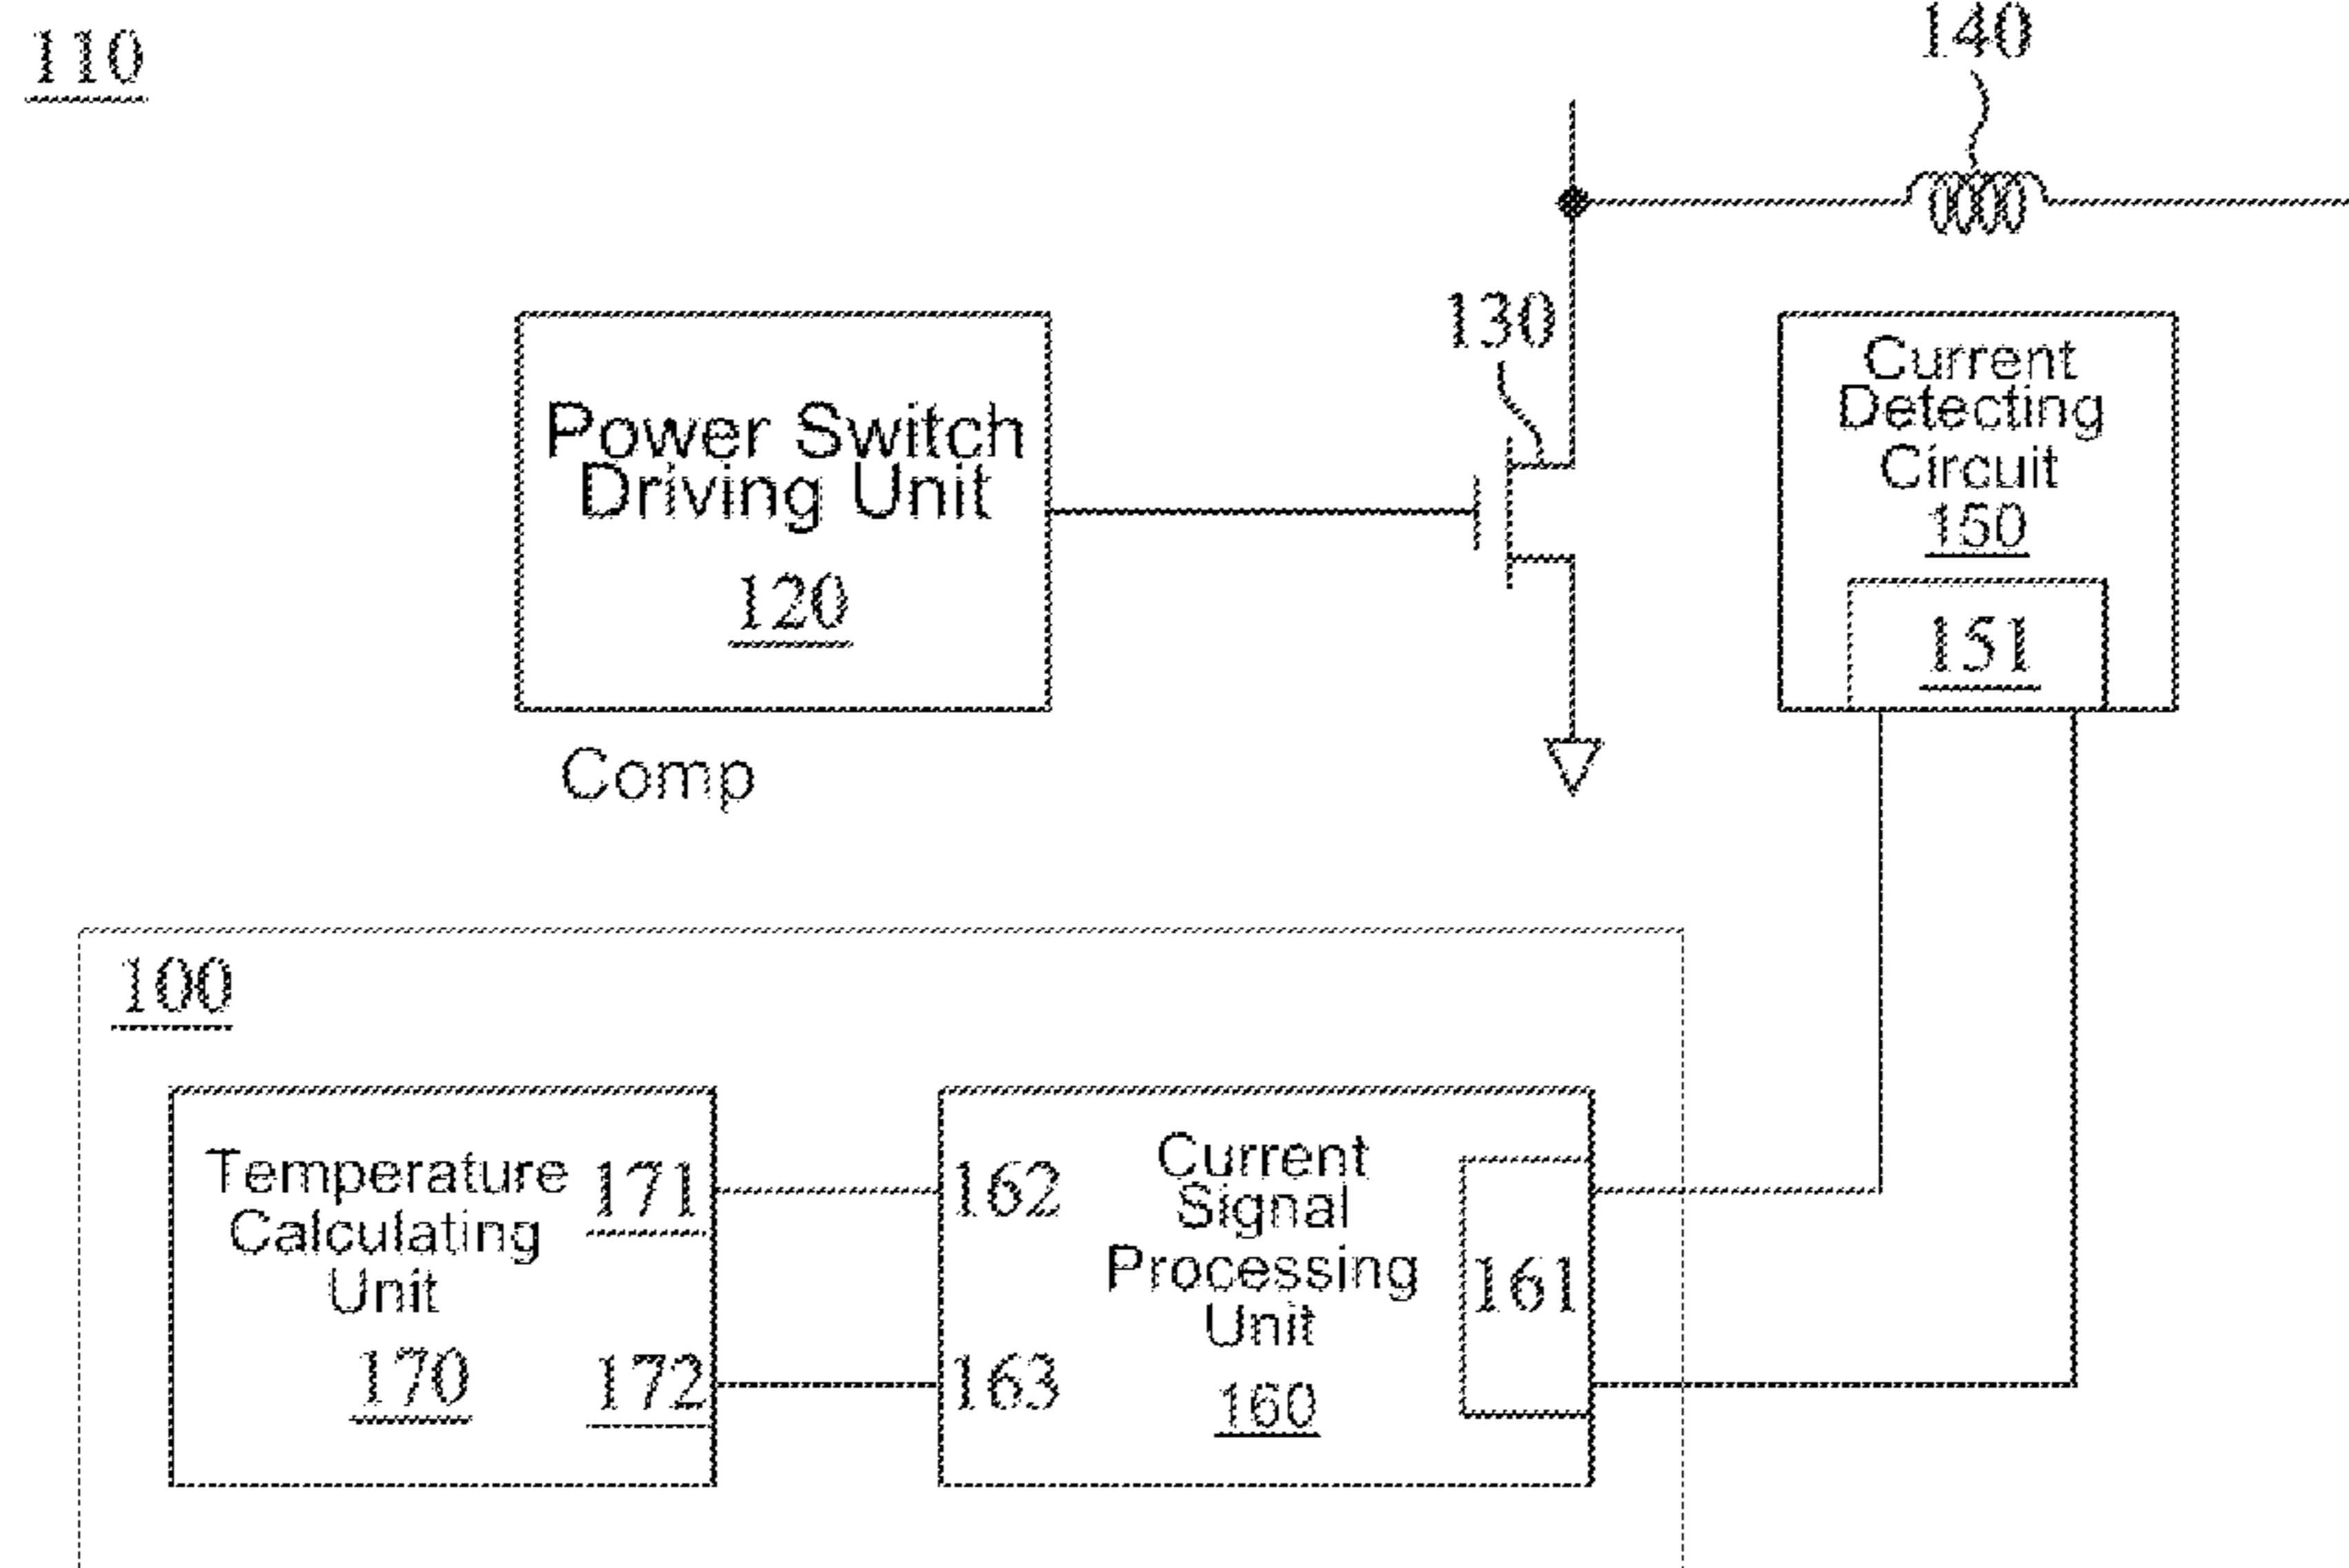 110
140
130
Power Switch
Driving Unit
120
Current
Detecting
Circuit
150
151
Comp
100
Temperature
Calculating
Unit
170
171
172
162
163
Current
Signal
Processing
Unit
160
161